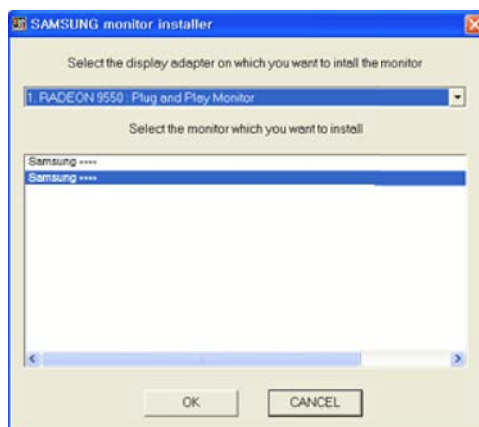 SAMSUNG monitor installer
Select the display adapter on which you want to intall the monitor
1. RADEON 9550 : Plug and Play Monitor
Select the monitor which you want to install
Samsung ****
Samsung ****
OK
CANCEL